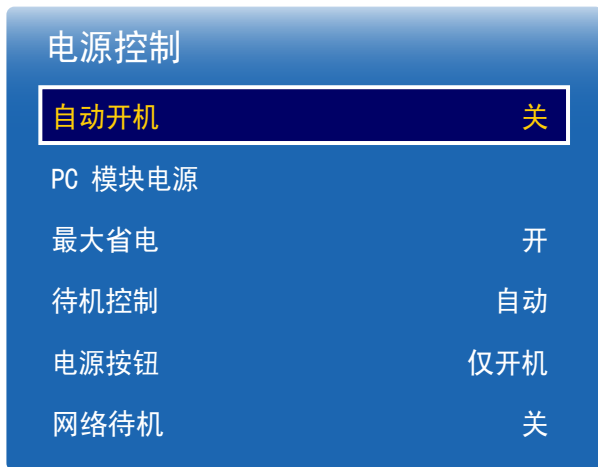 电源控制
自动开机 关
PC 模块电源
最大省电 开
待机控制 自动
电源按钮 仅开机
网络待机 关